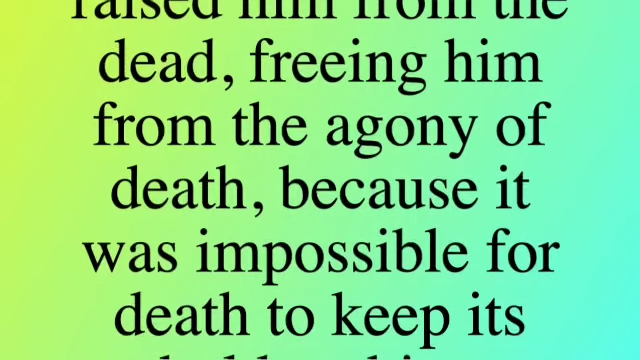 raised him from the
dead, freeing him
from the agony of
death, because it
was impossible for
death to keep its